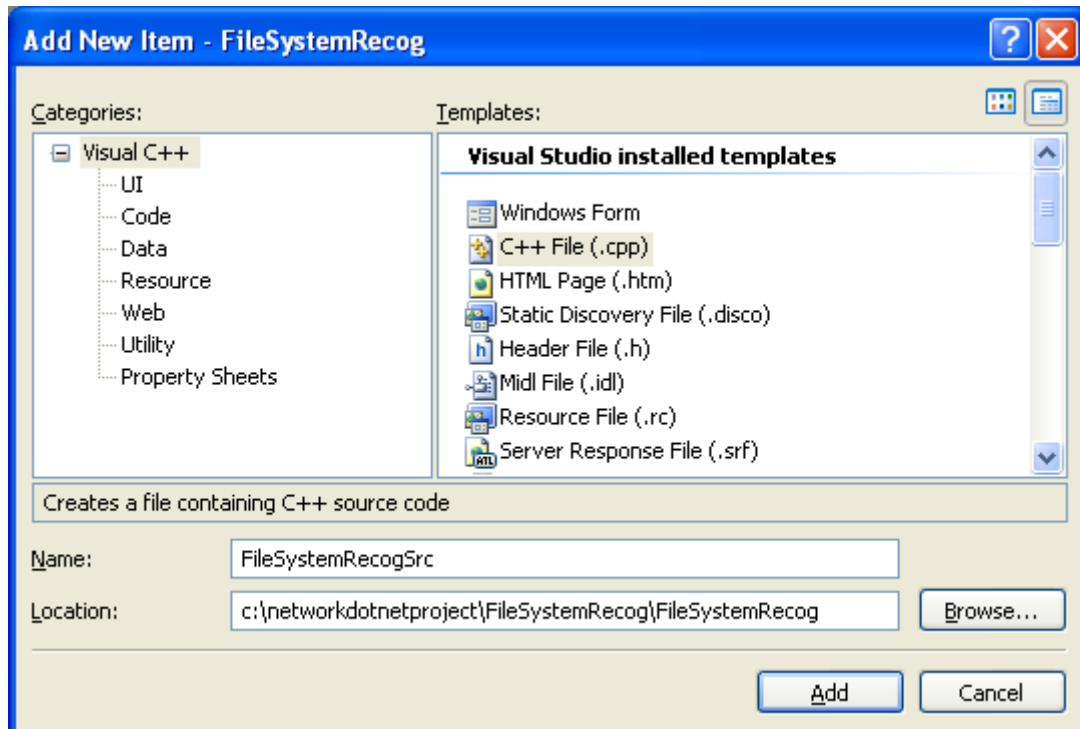 Add New Item - FileSystemRecog
Categories:
Templates:
Visual C++
UI
Code
Data
Resource
Web
Utility
Property Sheets
Visual Studio installed templates
Windows Form
C++ File (.cpp)
HTML Page (.htm)
Static Discovery File (.disco)
Header File (.h)
Midl File (.idl)
Resource File (.rc)
Server Response File (.srf)
Creates a file containing C++ source code
Name:
FileSystemRecogSrc
Location:
c:\networkdotnetproject\FileSystemRecog\FileSystemRecog
Browse...
Add
Cancel